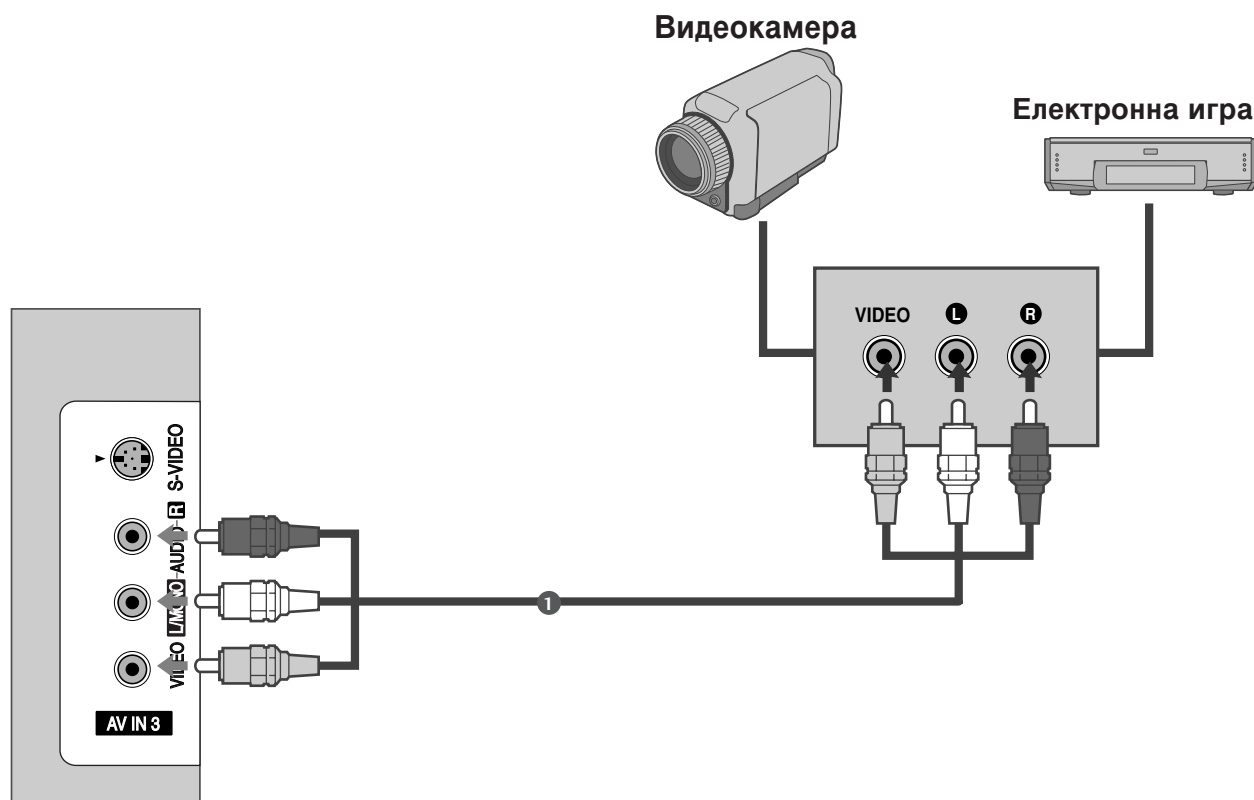 Видеокамера
Електронна игра
VIDEO L R
S-VIDEO
AUDIO R
L/MONO
VIDEO
AV IN 3
1